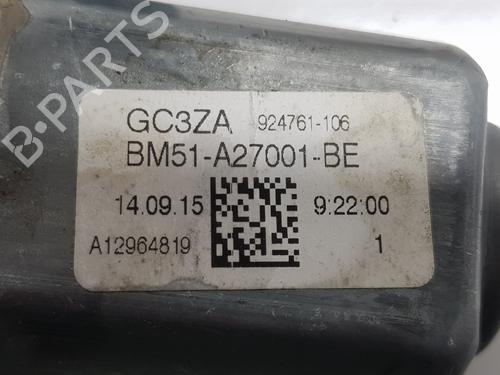 B-PARTS
GC3ZA 924761-106
BM51-A27001-BE
14.09.15 9:22:00
A12964819 1